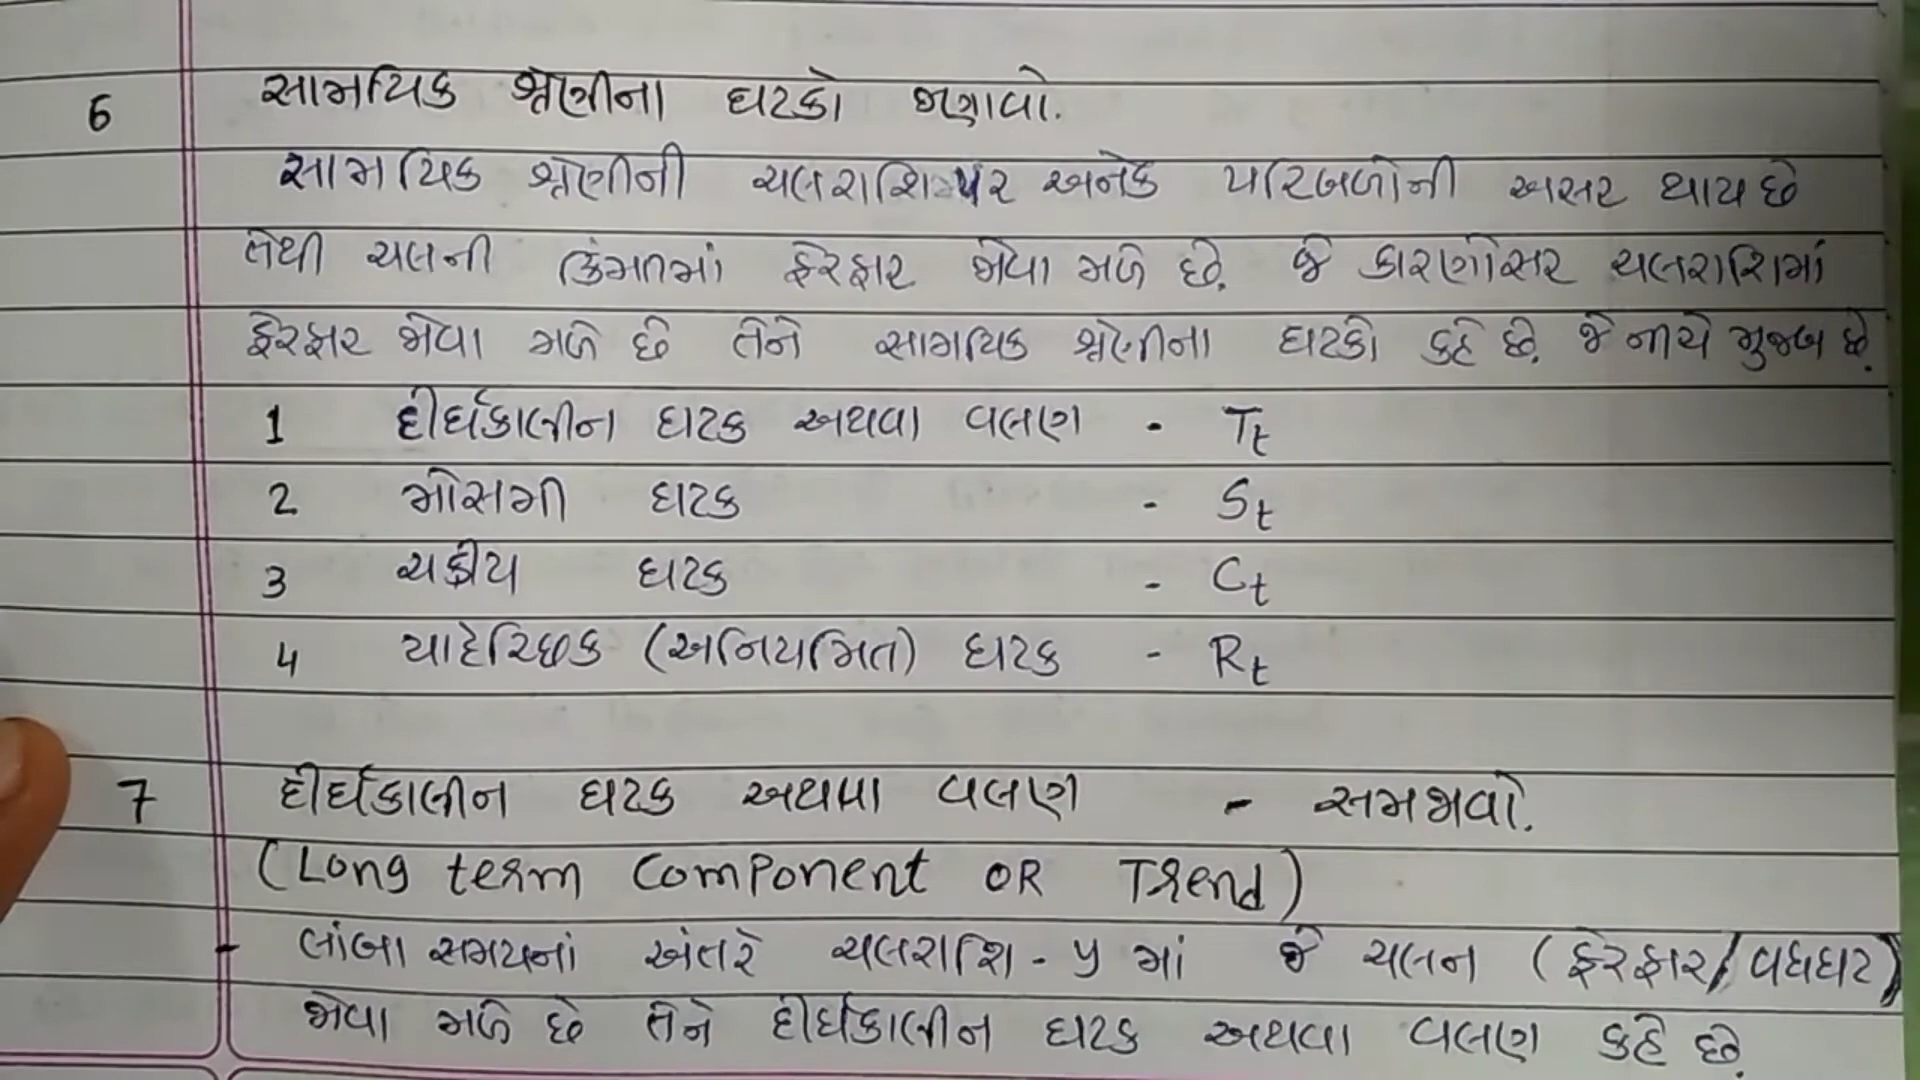 6 સામયિક શ્રેણીના ઘટકો જણાવો.
સામયિક શ્રેણીની ચલરાશિ પર અનેક પરિબળોની અસર થાય છે
તેથી ચલની કિંમતમાં ફેરફાર જોવા મળે છે. જે કારણોસર ચલરાશિમાં
ફેરફાર જોવા મળે છે તેને સામયિક શ્રેણીના ઘટકો કહે છે. જે નીચે મુજબ છે.
1 દીર્ઘકાલીન ઘટક અથવા વલણ - Tt
2 મોસમી ઘટક - St
3 ચક્રીય ઘટક - Ct
4 યાદેચ્છિક (અનિયમિત) ઘટક - Rt
7 દીર્ઘકાલીન ઘટક અથવા વલણ - સમજાવો.
(Long term Component OR Trend)
- લાંબા સમયનાં અંતરે ચલરાશિ - y માં જે ચલન (ફેરફાર/વધઘટ)
જોવા મળે છે તેને દીર્ઘકાલીન ઘટક અથવા વલણ કહે છે.